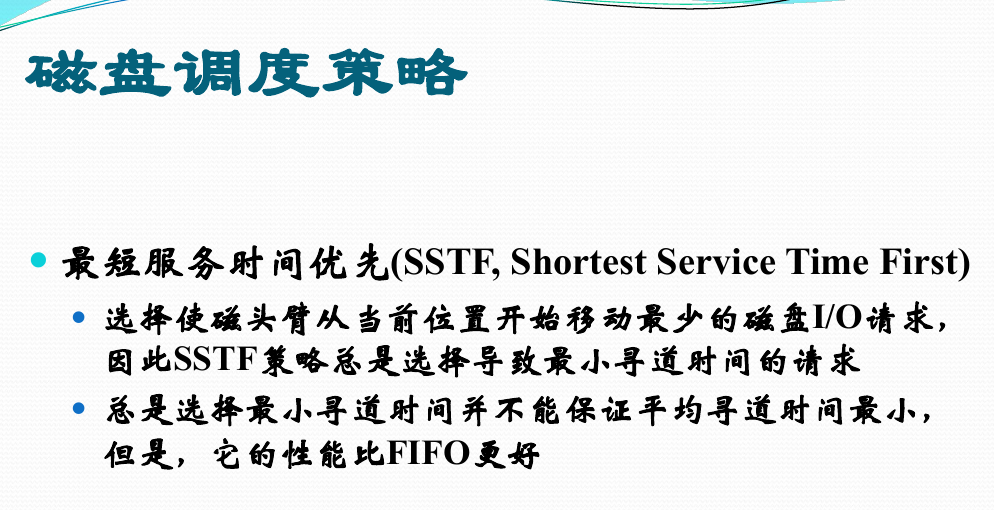 磁盘调度策略
最短服务时间优先(SSTF, Shortest Service Time First)
选择使磁头臂从当前位置开始移动最少的磁盘I/O请求，
因此SSTF策略总是选择导致最小寻道时间的请求
总是选择最小寻道时间并不能保证平均寻道时间最小，
但是，它的性能比FIFO更好